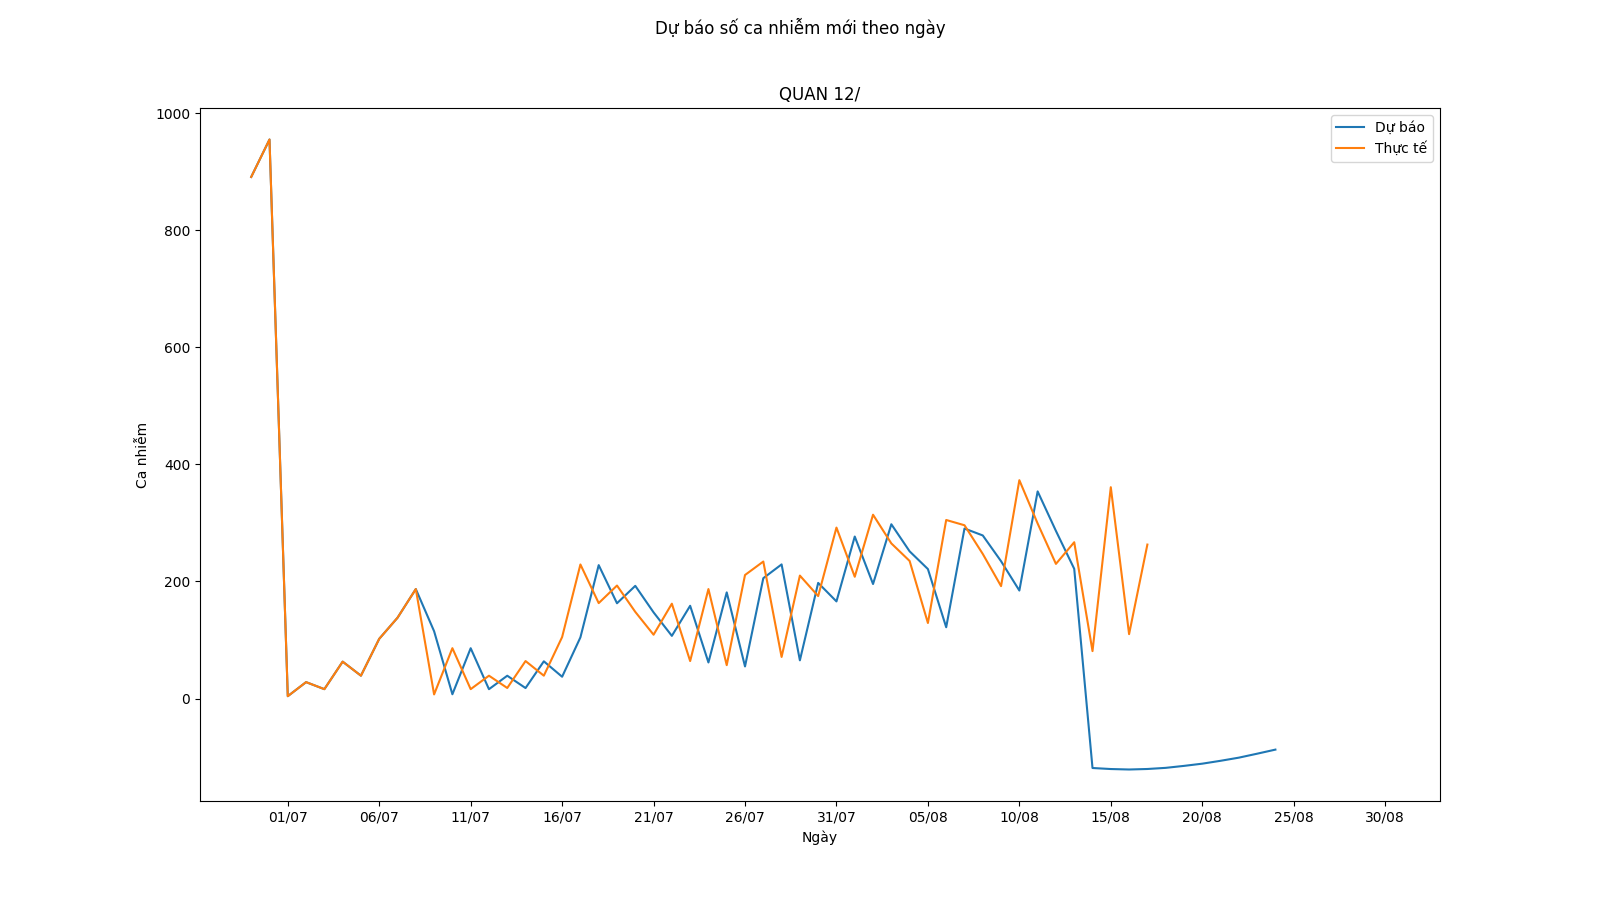 Dự báo số ca nhiễm mới theo ngày
QUAN 12/
Dự báo
Thực tế
1000
800
600
400
200
0
Ca nhiễm
01/07 06/07 11/07 16/07 21/07 26/07 31/07 05/08 10/08 15/08 20/08 25/08 30/08
Ngày